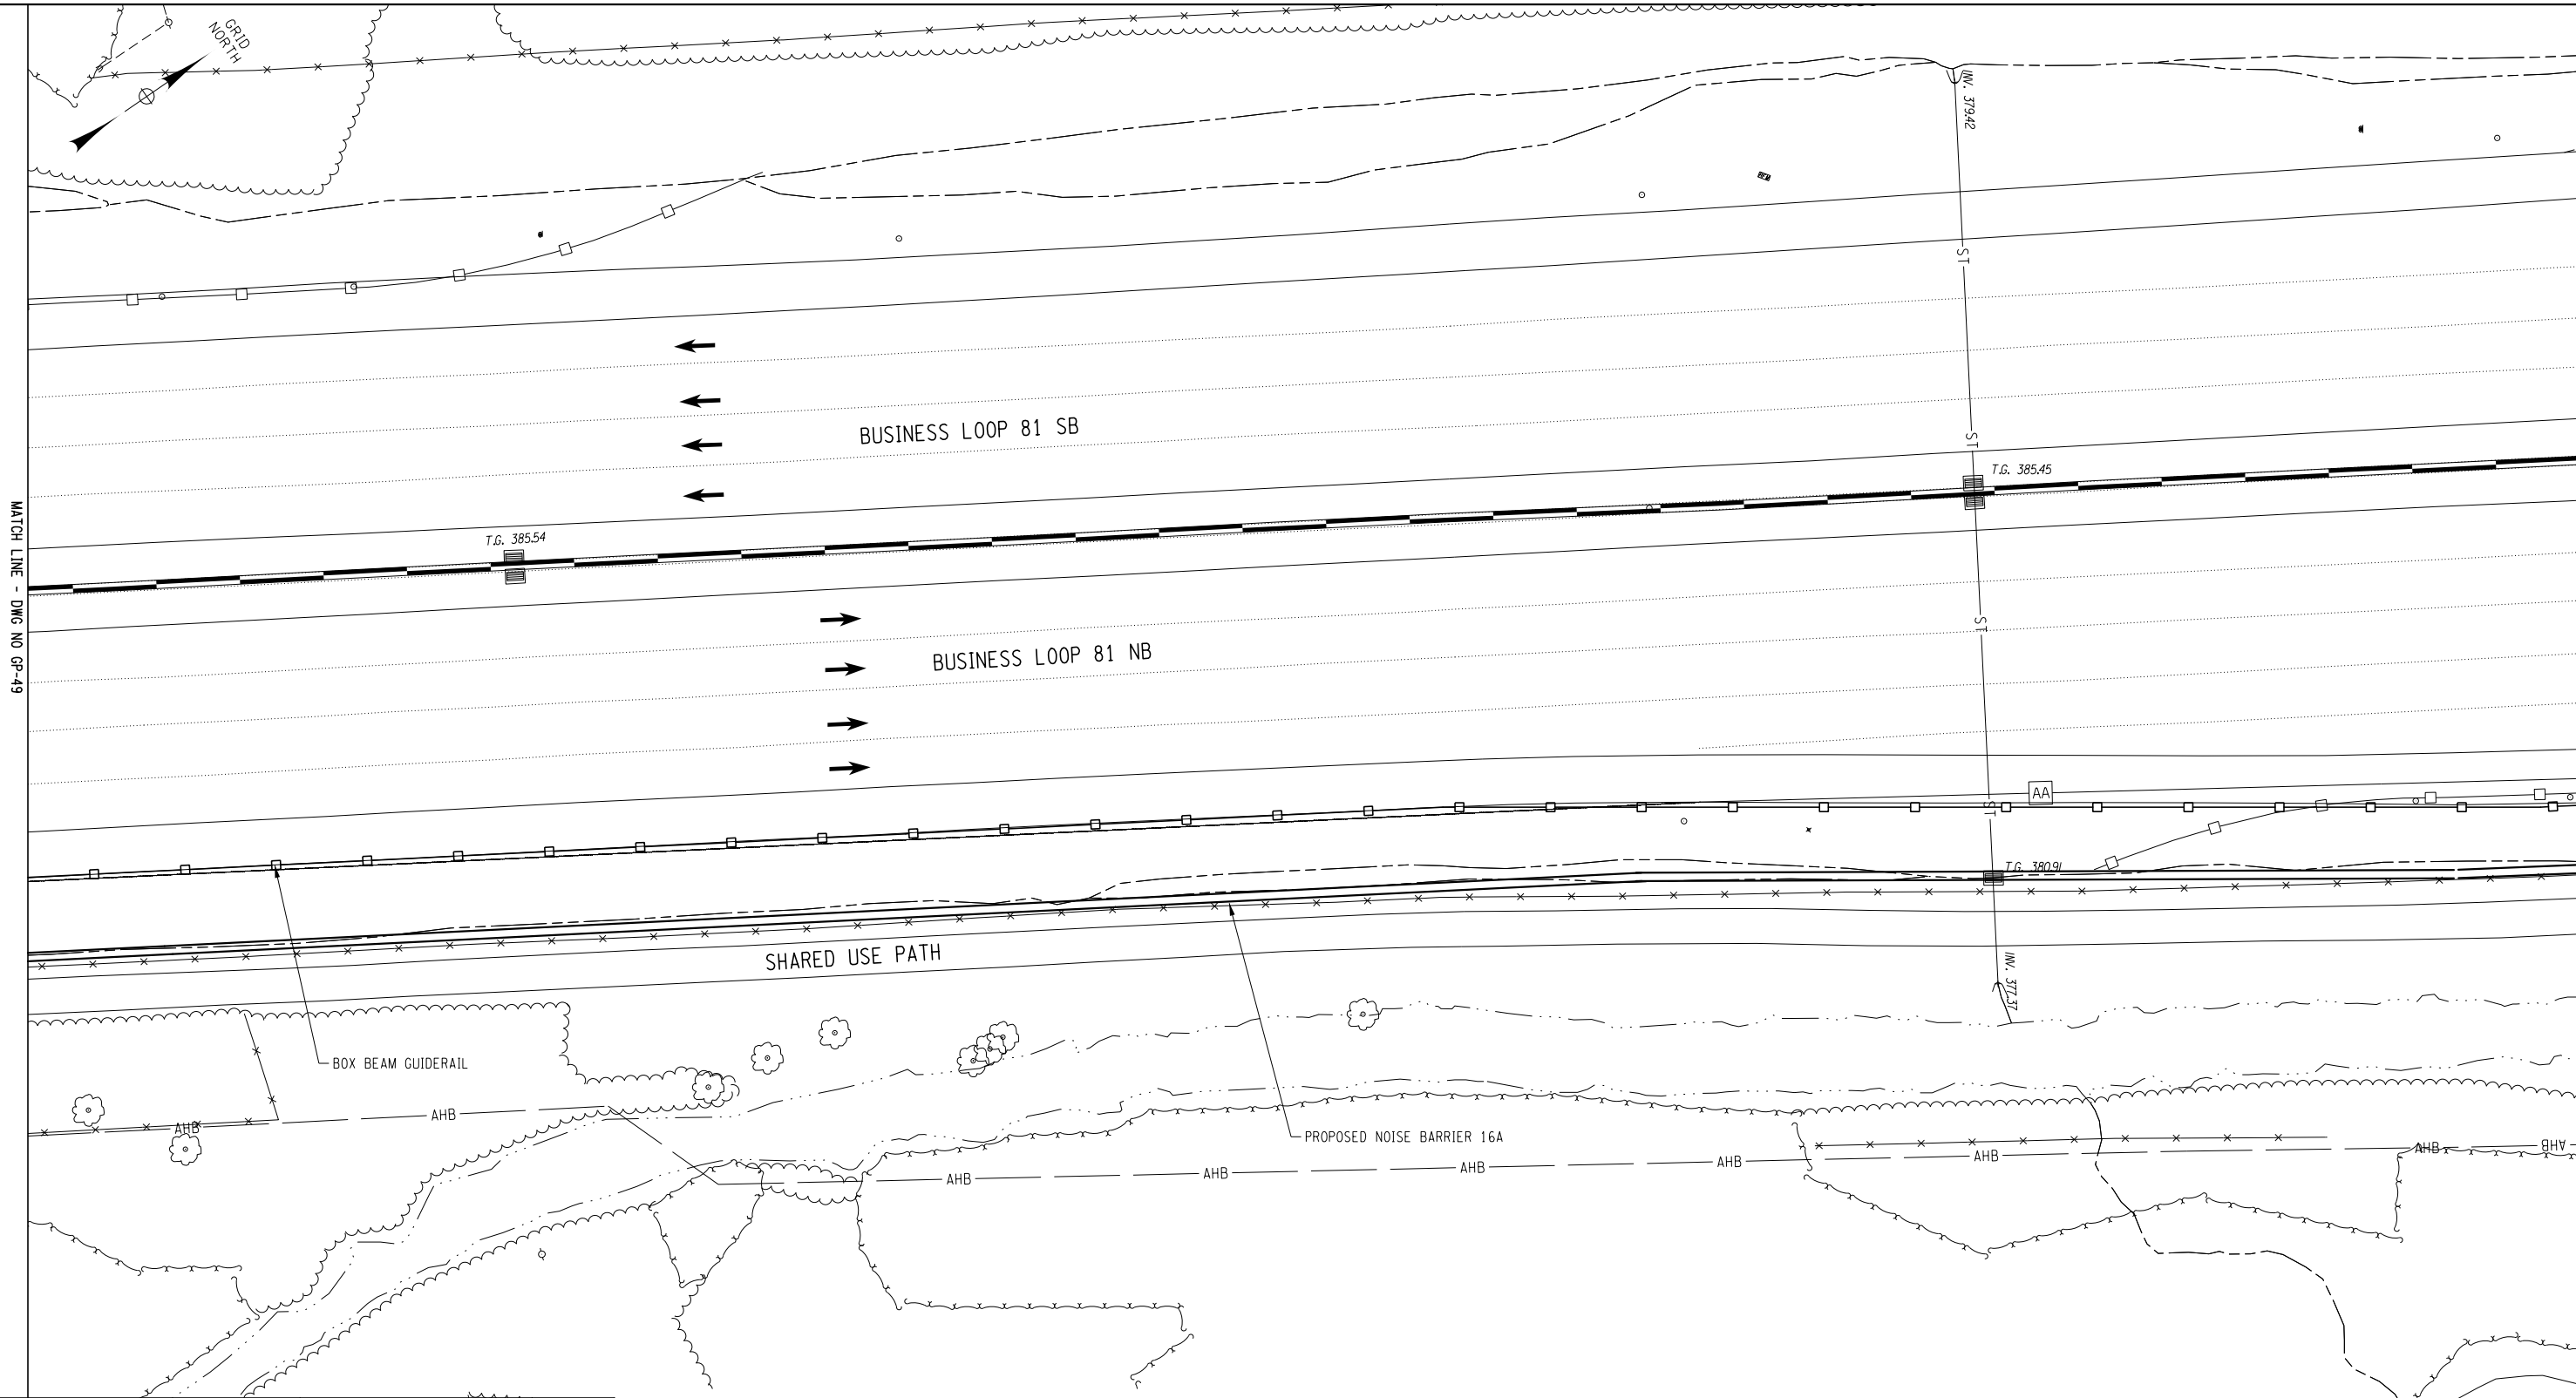 GRID
NORTH
INV. 379.42
ST
BUSINESS LOOP 81 SB
ST
T.G. 385.45
T.G. 385.54
MATCH LINE - DWG NO GP-49
ST
BUSINESS LOOP 81 NB
AA
ST
T.G. 380.91
SHARED USE PATH
INV. 377.37
BOX BEAM GUIDERAIL
AHB
AHB
PROPOSED NOISE BARRIER 16A
AHB
AHB
AHB
AHB
AHB
AHB
AHB